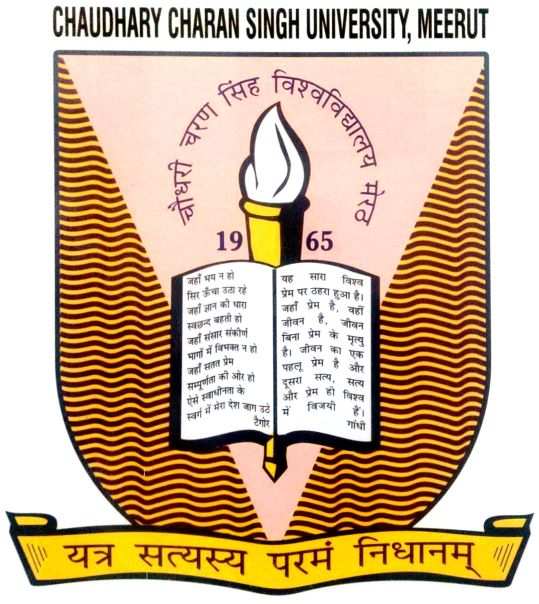 CHAUDHARY CHARAN SINGH UNIVERSITY, MEERUT
चौधरी चरण सिंह विश्वविद्यालय मेरठ
19 65
जहाँ भय न हो
सिर ऊँचा उठा रहे
जहाँ ज्ञान की धारा
स्वछन्द बहती हो
जहाँ संसार संकीर्ण
भागों में विभक्त न हो
जहाँ सतत प्रेम
सम्पूर्णता की ओर हो
ऐसे स्वाधीनता के
स्वर्ग में मेरा देश जाग उठे
टैगोर
यह सारा विश्व
प्रेम पर ठहरा हुआ है।
जहाँ प्रेम है, वहीं
जीवन है, जीवन
बिना प्रेम के मृत्यु
है। जीवन का एक
पहलू प्रेम है और
दूसरा सत्य, सत्य
और प्रेम ही विश्व
में विजयी हैं।
गांधी
यत्र सत्यस्य परमं निधानम्